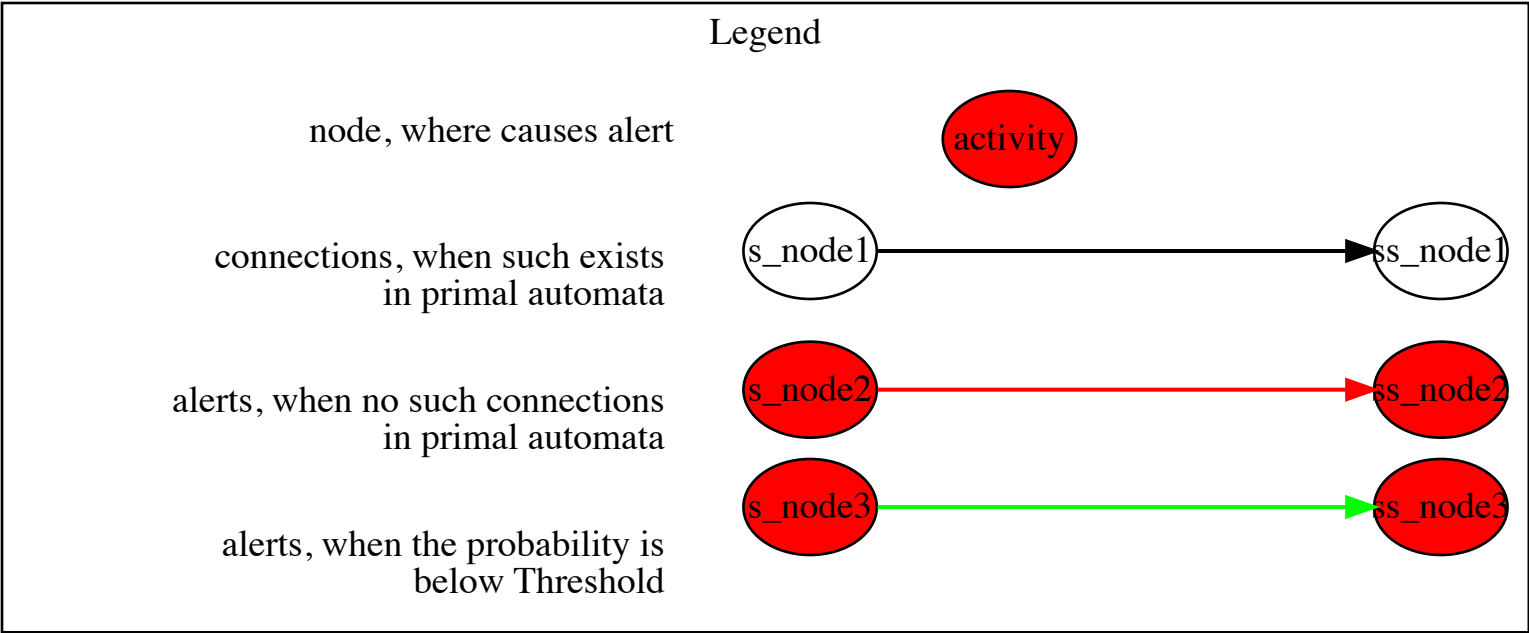 Legend
node, where causes alert
activity
connections, when such exists
in primal automata
s_node1
ss_node1
alerts, when no such connections
in primal automata
s_node2
ss_node2
alerts, when the probability is
below Threshold
s_node3
ss_node3